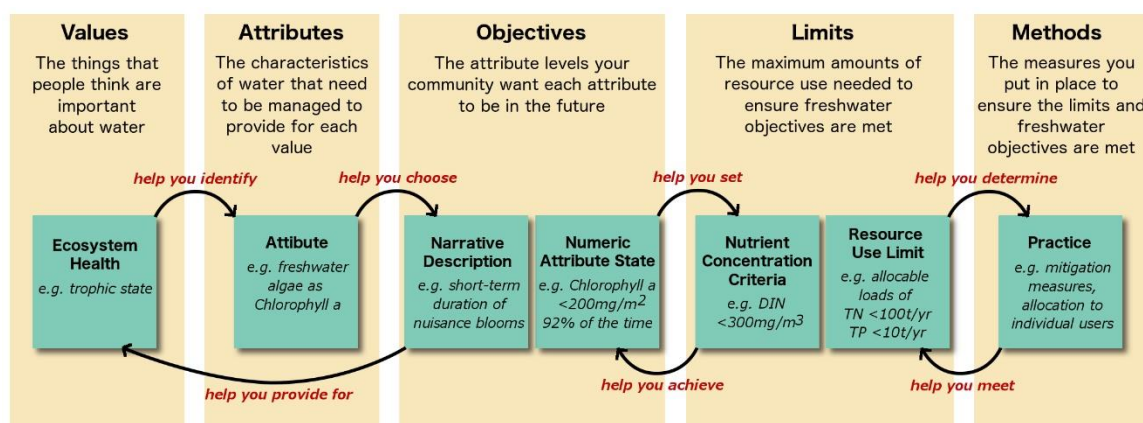 Values
The things that
people think are
important
about water
Attributes
The characteristics
of water that need
to be managed to
provide for each
value
Objectives
The attribute levels your
community want each
attribute to be in the future
Limits
The maximum amounts of
resource use needed to
ensure freshwater
objectives are met
Methods
The measures you
put in place to
ensure the limits and
freshwater
objectives are met
help you identify
help you choose
help you set
help you determine
Ecosystem
Health
e.g. trophic state
Attibute
e.g. freshwater
algae as
Chlorophyll a
Narrative
Description
e.g. short-term
duration of
nuisance blooms
Numeric
Attribute State
e.g. Chlorophyll a
<200mg/m²
92% of the time
Nutrient
Concentration
Criteria
e.g. DIN
<300mg/m³
Resource
Use Limit
e.g. allocable
loads of
TN <100t/yr
TP <10t/yr
Practice
e.g. mitigation
measures,
allocation to
individual users
help you provide for
help you achieve
help you meet